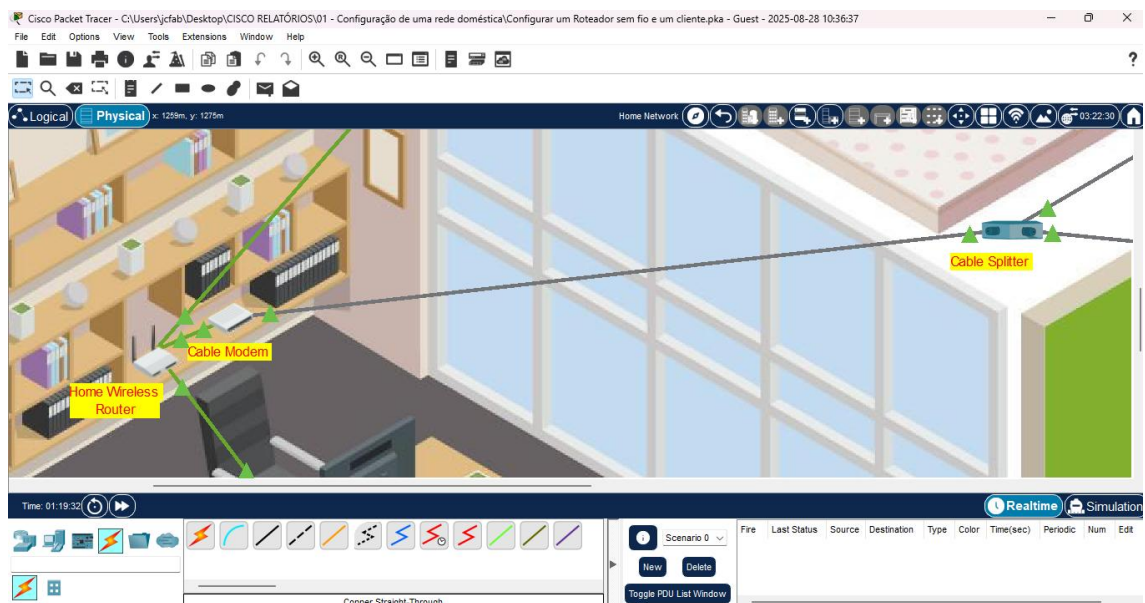 Cisco Packet Tracer - C:\Users\jcfab\Desktop\CISCO RELATÓRIOS\01 - Configuração de uma rede doméstica\Configurar um Roteador sem fio e um cliente.pka - Guest - 2025-08-28 10:36:37
File Edit Options View Tools Extensions Window Help
Logical Physical x: 1259m, y: 1275m Home Network 03:22:30
Cable Splitter
Cable Modem
Home Wireless
Router
Time: 01:19:32 Realtime Simulation
Scenario 0 Fire Last Status Source Destination Type Color Time(sec) Periodic Num Edit
New Delete
Toggle PDU List Window
Copper Straight-Through